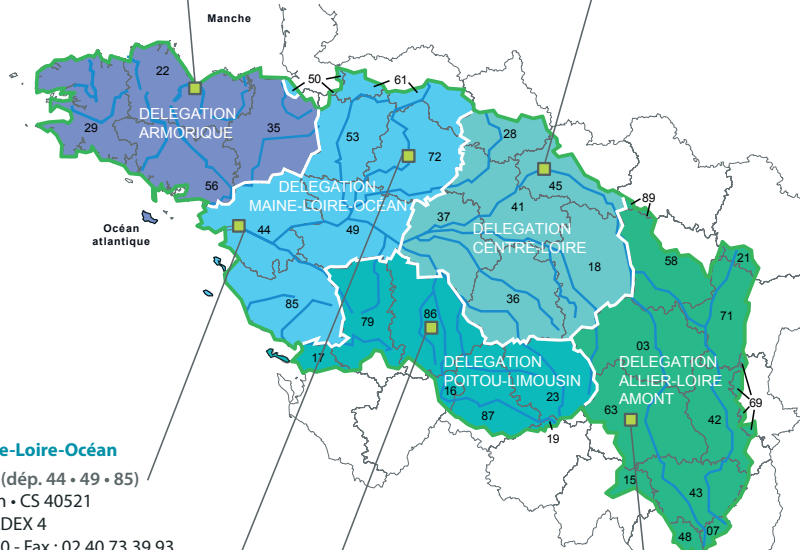 Manche
22
50
61
DELEGATION
ARMORIQUE
29
35
53
72
28
56
DELEGATION
MAINE-LOIRE-OCÉAN
45
41
37
89
Océan
atlantique
44
49
DELEGATION
CENTRE-LOIRE
18
58
21
85
79
86
36
71
17
03
DELEGATION
POITOU-LIMOUSIN
DELEGATION
ALLIER-LOIRE
AMONT
16
23
87
19
63
69
42
15
43
48
07
e-Loire-Océan
(dép. 44 • 49 • 85)
n • CS 40521
DEX 4
0 - Fax : 02 40 73 39 93